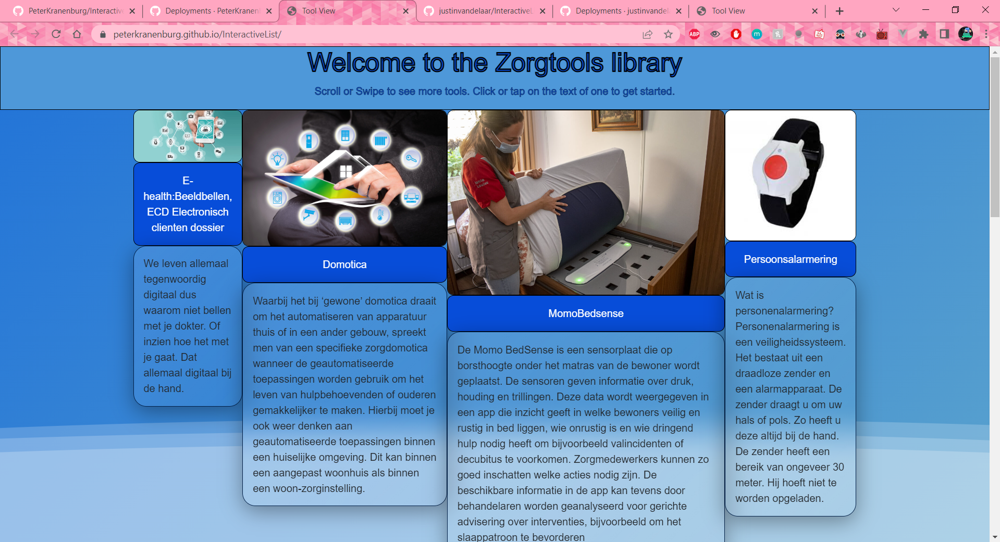 PeterKranenburg/Interactive
Deployments · PeterKranen
Tool View
justinvandelaar/InteractiveL
Deployments · justinvandel
Tool View
peterkranenburg.github.io/InteractiveList/
ABP
m
h
Welcome to the Zorgtools library
Scroll or Swipe to see more tools. Click or tap on the text of one to get started.
E-
health:Beeldbellen,
ECD Electronisch
clienten dossier
We leven allemaal
tegenwoordig
digitaal dus
waarom niet bellen
met je dokter. Of
inzien hoe het met
je gaat. Dat
allemaal digitaal bij
de hand.
Domotica
Waarbij het bij ‘gewone’ domotica draait
om het automatiseren van apparatuur
thuis of in een ander gebouw, spreekt
men van een specifieke zorgdomotica
wanneer de geautomatiseerde
toepassingen worden gebruik om het
leven van hulpbehoevenden of ouderen
gemakkelijker te maken. Hierbij moet je
ook weer denken aan
geautomatiseerde toepassingen binnen
een huiselijke omgeving. Dit kan binnen
een aangepast woonhuis als binnen
een woon-zorginstelling.
tante
Louise
MomoBedsense
De Momo BedSense is een sensorplaat die op
borsthoogte onder het matras van de bewoner wordt
geplaatst. De sensoren geven informatie over druk,
houding en trillingen. Deze data wordt weergegeven in
een app die inzicht geeft in welke bewoners veilig en
rustig in bed liggen, wie onrustig is en wie dringend
hulp nodig heeft om bijvoorbeeld valincidenten of
decubitus te voorkomen. Zorgmedewerkers kunnen zo
goed inschatten welke acties nodig zijn. De
beschikbare informatie in de app kan tevens door
behandelaren worden geanalyseerd voor gerichte
advisering over interventies, bijvoorbeeld om het
slaappatroon te bevorderen
Persoonsalarmering
Wat is
personenalarmering?
Personenalarmering is
een veiligheidssysteem.
Het bestaat uit een
draadloze zender en
een alarmapparaat. De
zender draagt u om uw
hals of pols. Zo heeft u
deze altijd bij de hand.
De zender heeft een
bereik van ongeveer 30
meter. Hij hoeft niet te
worden opgeladen.